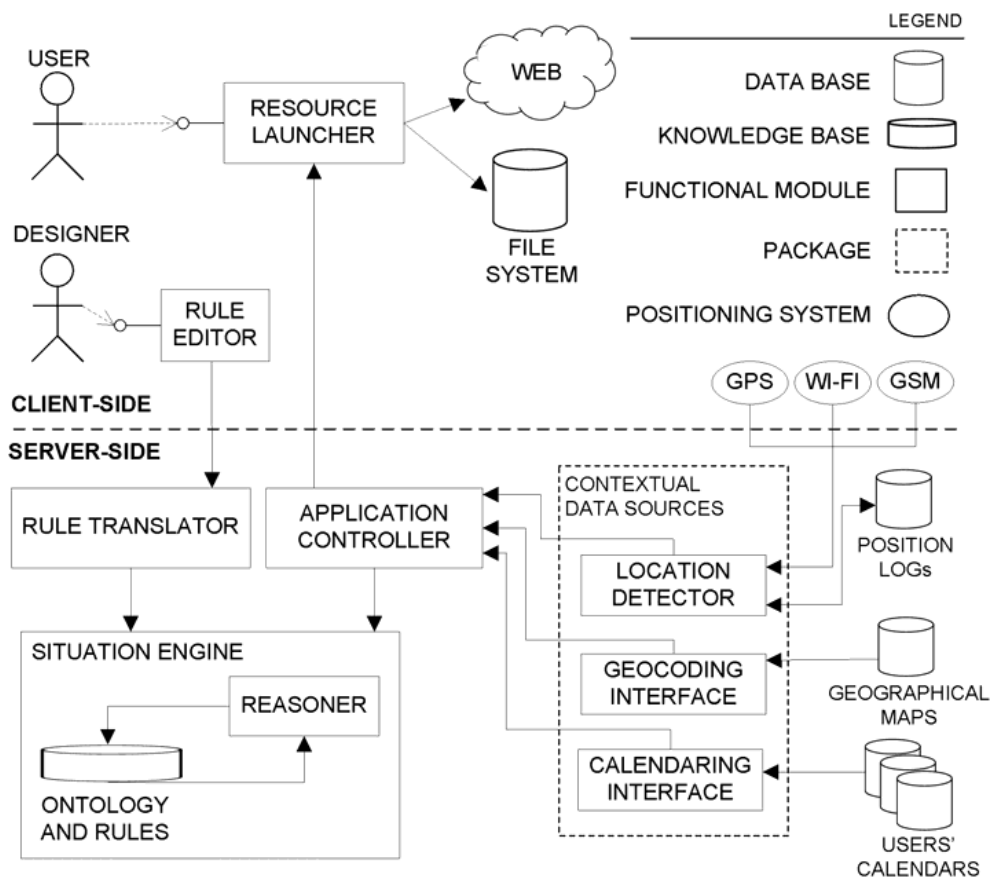 LEGEND
USER
RESOURCE
LAUNCHER
WEB
FILE
SYSTEM
DATA BASE
KNOWLEDGE BASE
FUNCTIONAL MODULE
PACKAGE
POSITIONING SYSTEM
DESIGNER
RULE
EDITOR
GPS
WI-FI
GSM
CLIENT-SIDE
SERVER-SIDE
RULE TRANSLATOR
APPLICATION
CONTROLLER
CONTEXTUAL
DATA SOURCES
LOCATION
DETECTOR
POSITION
LOGs
GEOCODING
INTERFACE
GEOGRAPHICAL
MAPS
CALENDARING
INTERFACE
USERS'
CALENDARS
SITUATION ENGINE
REASONER
ONTOLOGY
AND RULES